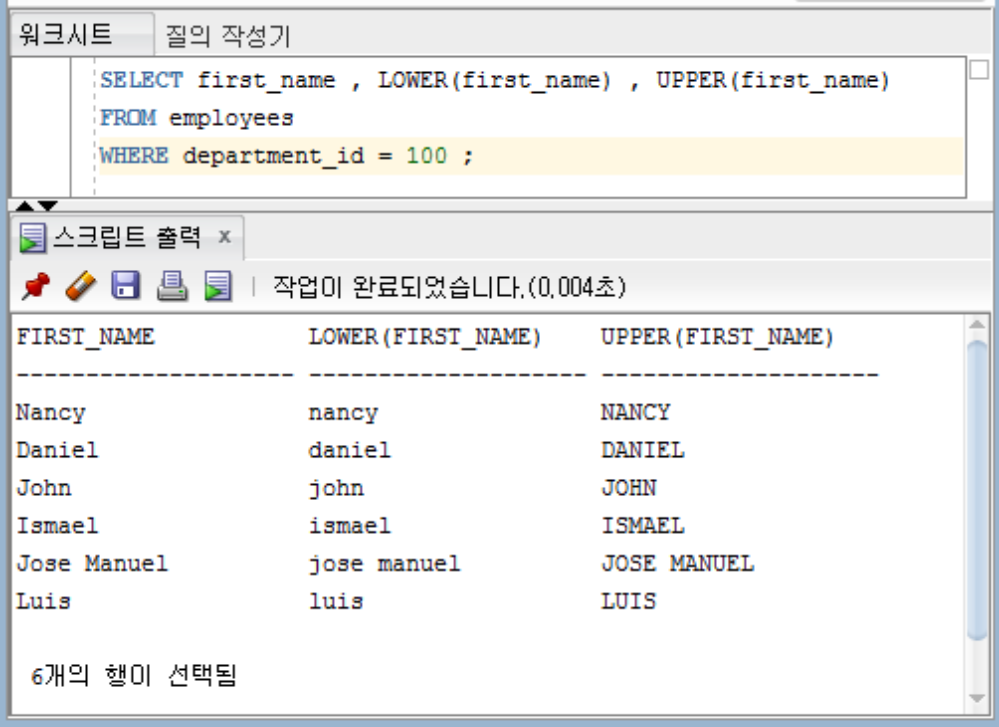 워크시트 질의 작성기
SELECT first_name , LOWER(first_name) , UPPER(first_name)
FROM employees
WHERE department_id = 100 ;
스크립트 출력 x
작업이 완료되었습니다.(0,004초)
FIRST_NAME LOWER(FIRST_NAME) UPPER(FIRST_NAME)
-------------------- -------------------- --------------------
Nancy nancy NANCY
Daniel daniel DANIEL
John john JOHN
Ismael ismael ISMAEL
Jose Manuel jose manuel JOSE MANUEL
Luis luis LUIS
6개의 행이 선택됨